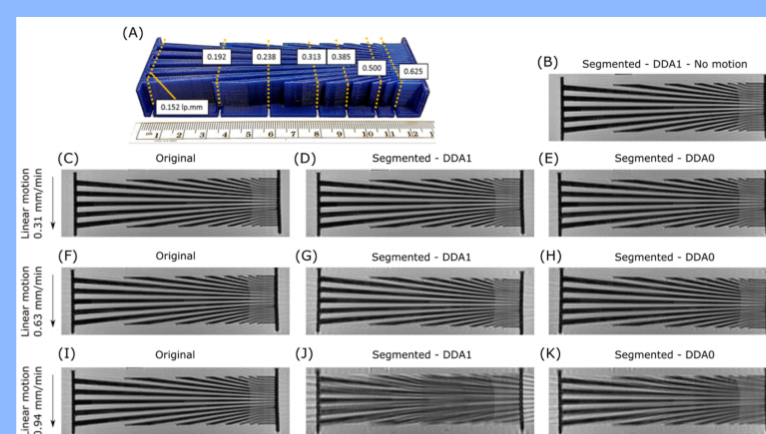 (A)
0.192
0.238
0.313
0.385
0.500
0.625
0.152 lp.mm
1 2 3 4 5 6 7 8 9 10 11 12
(B) Segmented - DDA1 - No motion
(C) Original
(D) Segmented - DDA1
(E) Segmented - DDA0
Linear motion
0.31 mm/min
(F) Original
(G) Segmented - DDA1
(H) Segmented - DDA0
Linear motion
0.63 mm/min
(I) Original
(J) Segmented - DDA1
(K) Segmented - DDA0
Linear motion
0.94 mm/min